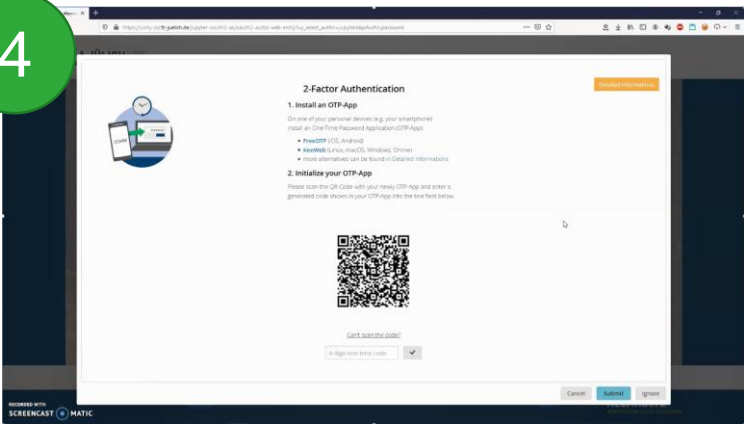 4
2-Factor Authentication
Detailed Informations
1. Install an OTP-App
On one of your personal devices (e.g. your smartphone)
install an One-Time Password Application (OTP-App):
FreeOTP (iOS, Android)
KeeWeb (Linux, macOS, Windows, Online)
more alternatives can be found in Detailed Informations
2. Initialize your OTP-App
Please scan the QR-Code with your newly OTP-App and enter a
generated code shown in your OTP-App into the text field below.
Can't scan the code?
6-digit one-time code
Cancel
Submit
Ignore
RECORDED WITH
SCREENCAST MATIC